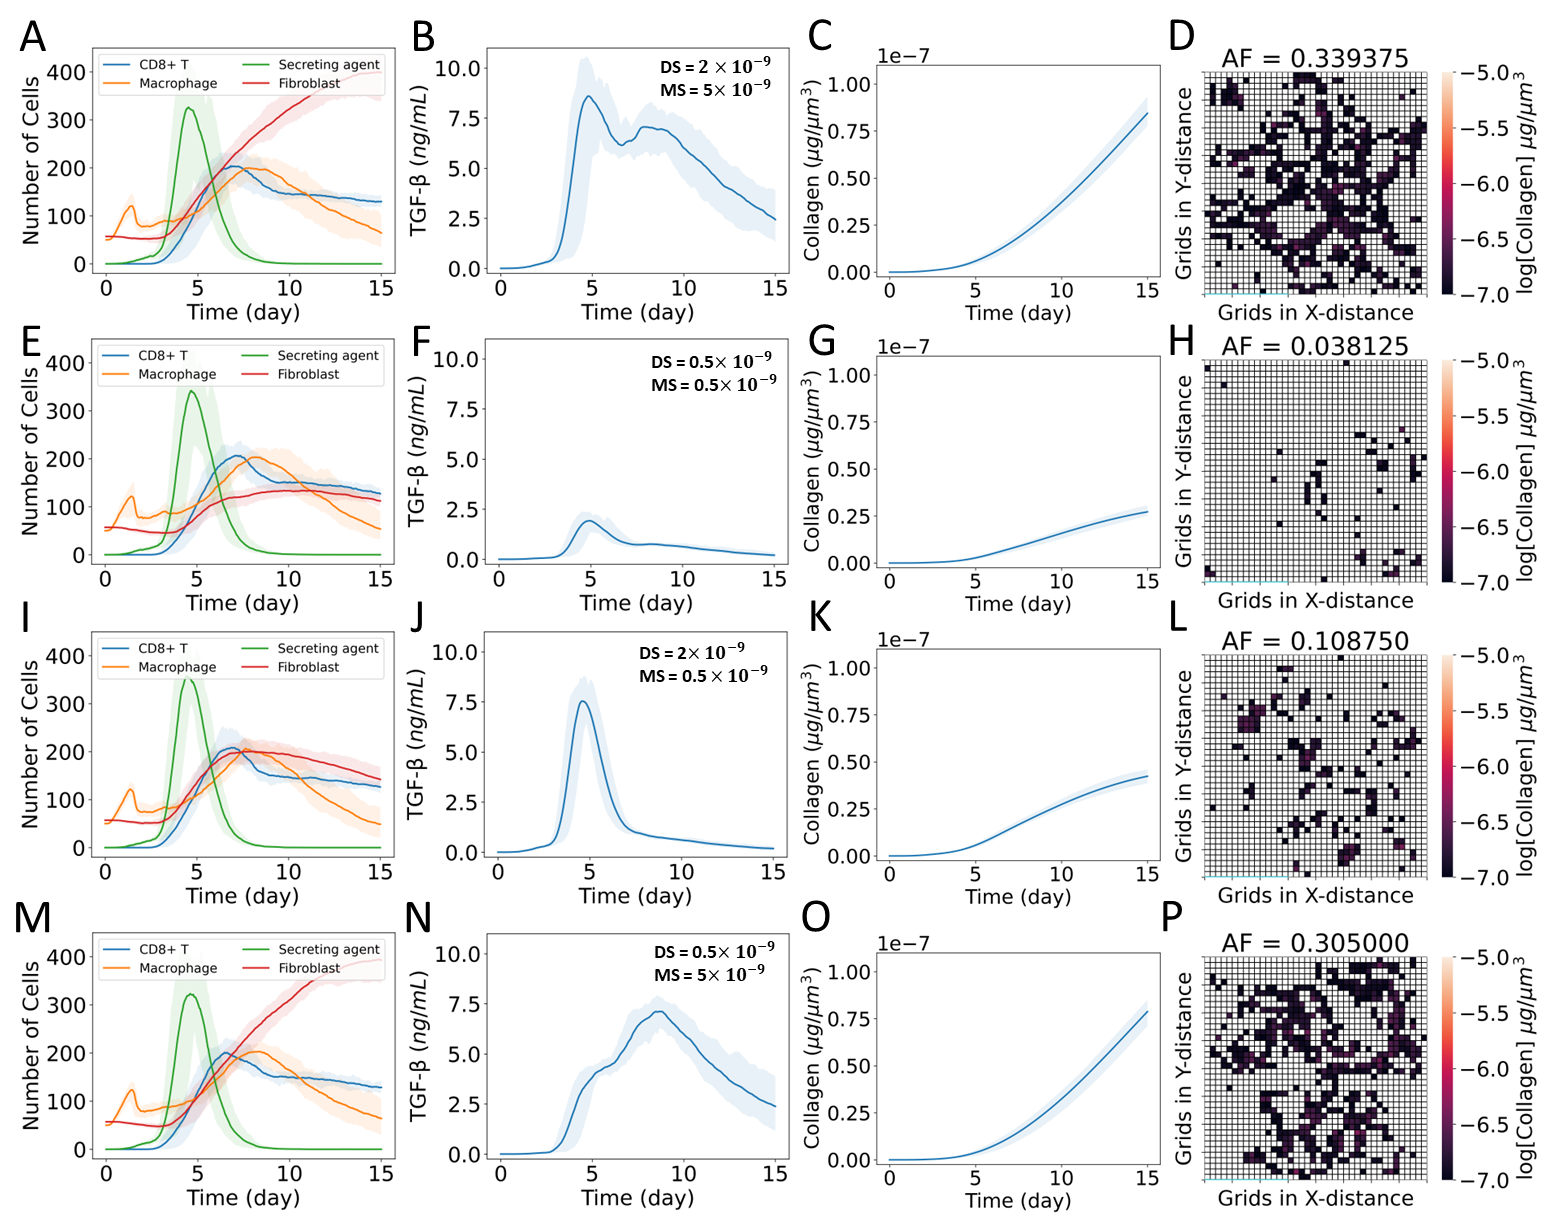 A
Number of Cells
400
300
200
100
0
CD8+ T
Macrophage
Secreting agent
Fibroblast
0 5 10 15
Time (day)
B
TGF-β (ng/mL)
10.0
7.5
5.0
2.5
0.0
DS = 2 × 10⁻⁹
MS = 5× 10⁻⁹
0 5 10 15
Time (day)
C
1e−7
Collagen (μg/μm³)
1.00
0.75
0.50
0.25
0.00
0 5 10 15
Time (day)
D
AF = 0.339375
Grids in Y-distance
Grids in X-distance
−5.0
−5.5
−6.0
−6.5
−7.0
log[Collagen] μg/μm³
E
Number of Cells
400
300
200
100
0
CD8+ T
Macrophage
Secreting agent
Fibroblast
0 5 10 15
Time (day)
F
TGF-β (ng/mL)
10.0
7.5
5.0
2.5
0.0
DS = 0.5× 10⁻⁹
MS = 0.5× 10⁻⁹
0 5 10 15
Time (day)
G
1e−7
Collagen (μg/μm³)
1.00
0.75
0.50
0.25
0.00
0 5 10 15
Time (day)
H
AF = 0.038125
Grids in Y-distance
Grids in X-distance
−5.0
−5.5
−6.0
−6.5
−7.0
log[Collagen] μg/μm³
I
Number of Cells
400
300
200
100
0
CD8+ T
Macrophage
Secreting agent
Fibroblast
0 5 10 15
Time (day)
J
TGF-β (ng/mL)
10.0
7.5
5.0
2.5
0.0
DS = 2× 10⁻⁹
MS = 0.5× 10⁻⁹
0 5 10 15
Time (day)
K
1e−7
Collagen (μg/μm³)
1.00
0.75
0.50
0.25
0.00
0 5 10 15
Time (day)
L
AF = 0.108750
Grids in Y-distance
Grids in X-distance
−5.0
−5.5
−6.0
−6.5
−7.0
log[Collagen] μg/μm³
M
Number of Cells
400
300
200
100
0
CD8+ T
Macrophage
Secreting agent
Fibroblast
0 5 10 15
Time (day)
N
TGF-β (ng/mL)
10.0
7.5
5.0
2.5
0.0
DS = 0.5× 10⁻⁹
MS = 5× 10⁻⁹
0 5 10 15
Time (day)
O
1e−7
Collagen (μg/μm³)
1.00
0.75
0.50
0.25
0.00
0 5 10 15
Time (day)
P
AF = 0.305000
Grids in Y-distance
Grids in X-distance
−5.0
−5.5
−6.0
−6.5
−7.0
log[Collagen] μg/μm³